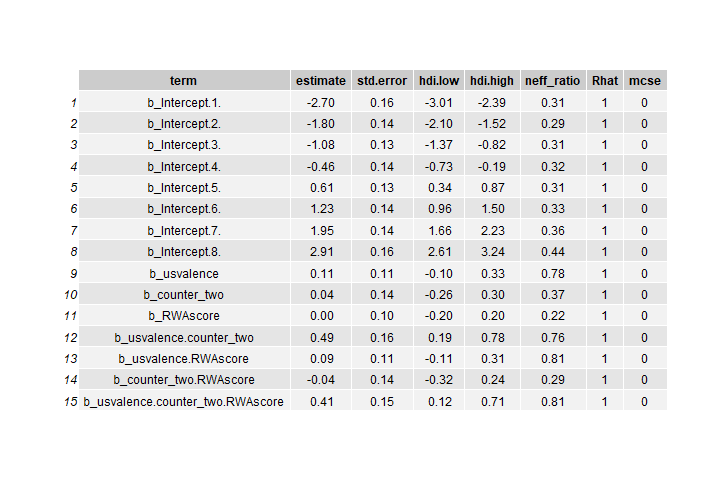 term estimate std.error hdi.low hdi.high neff_ratio Rhat mcse
1 b_Intercept.1. -2.70 0.16 -3.01 -2.39 0.31 1 0
2 b_Intercept.2. -1.80 0.14 -2.10 -1.52 0.29 1 0
3 b_Intercept.3. -1.08 0.13 -1.37 -0.82 0.31 1 0
4 b_Intercept.4. -0.46 0.14 -0.73 -0.19 0.32 1 0
5 b_Intercept.5. 0.61 0.13 0.34 0.87 0.31 1 0
6 b_Intercept.6. 1.23 0.14 0.96 1.50 0.33 1 0
7 b_Intercept.7. 1.95 0.14 1.66 2.23 0.36 1 0
8 b_Intercept.8. 2.91 0.16 2.61 3.24 0.44 1 0
9 b_usvalence 0.11 0.11 -0.10 0.33 0.78 1 0
10 b_counter_two 0.04 0.14 -0.26 0.30 0.37 1 0
11 b_RWAscore 0.00 0.10 -0.20 0.20 0.22 1 0
12 b_usvalence.counter_two 0.49 0.16 0.19 0.78 0.76 1 0
13 b_usvalence.RWAscore 0.09 0.11 -0.11 0.31 0.81 1 0
14 b_counter_two.RWAscore -0.04 0.14 -0.32 0.24 0.29 1 0
15 b_usvalence.counter_two.RWAscore 0.41 0.15 0.12 0.71 0.81 1 0